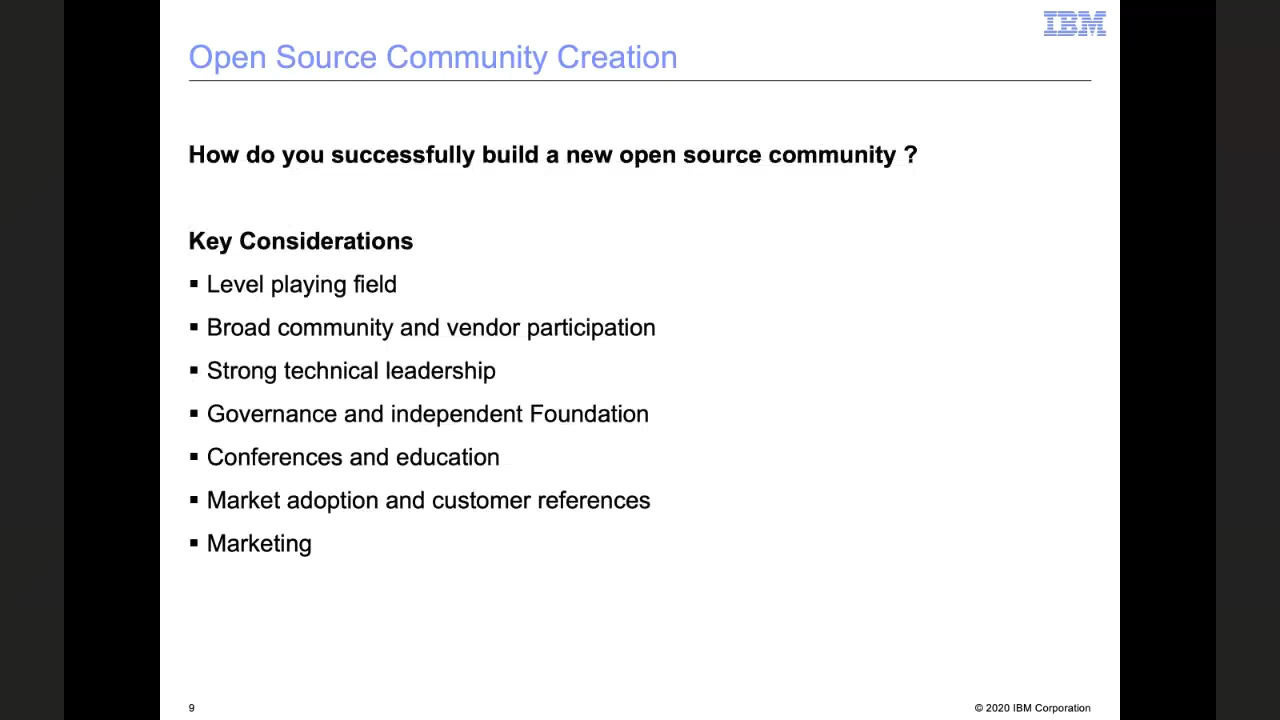 IBM
Open Source Community Creation
How do you successfully build a new open source community ?
Key Considerations
▪ Level playing field
▪ Broad community and vendor participation
▪ Strong technical leadership
▪ Governance and independent Foundation
▪ Conferences and education
▪ Market adoption and customer references
▪ Marketing
9
© 2020 IBM Corporation